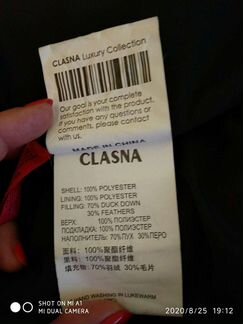 CLASNA Luxury Collection
Our goal is your complete
satisfaction with the product.
If you have any questions or
comments, please contact
with us.
MADE IN CHINA
CLASNA
SHELL: 100% POLYESTER
LINING: 100% POLYESTER
FILLING: 70% DUCK DOWN
30% FEATHERS
ВЕРХ: 100% ПОЛИЭСТЕР
ПОДКЛАДКА: 100% ПОЛИЭСТЕР
НАПОЛНИТЕЛЬ: 70%ПУХ 30%ПЕРО
面料：100%聚酯纤维
里料：100%聚酯纤维
填充物：70%羽绒 30%毛片
HAND WASHING IN LUKEWARM
SHOT ON MI A1
MI DUAL CAMERA
2020/8/25 19:12